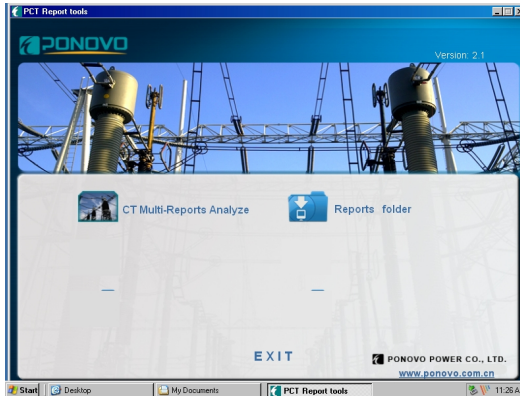 PCT Report tools
PONOVO
Version: 2.1
CT Multi-Reports Analyze
Reports folder
EXIT
PONOVO POWER CO., LTD.
www.ponovo.com.cn
Start
Desktop
My Documents
PCT Report tools
11:26 A